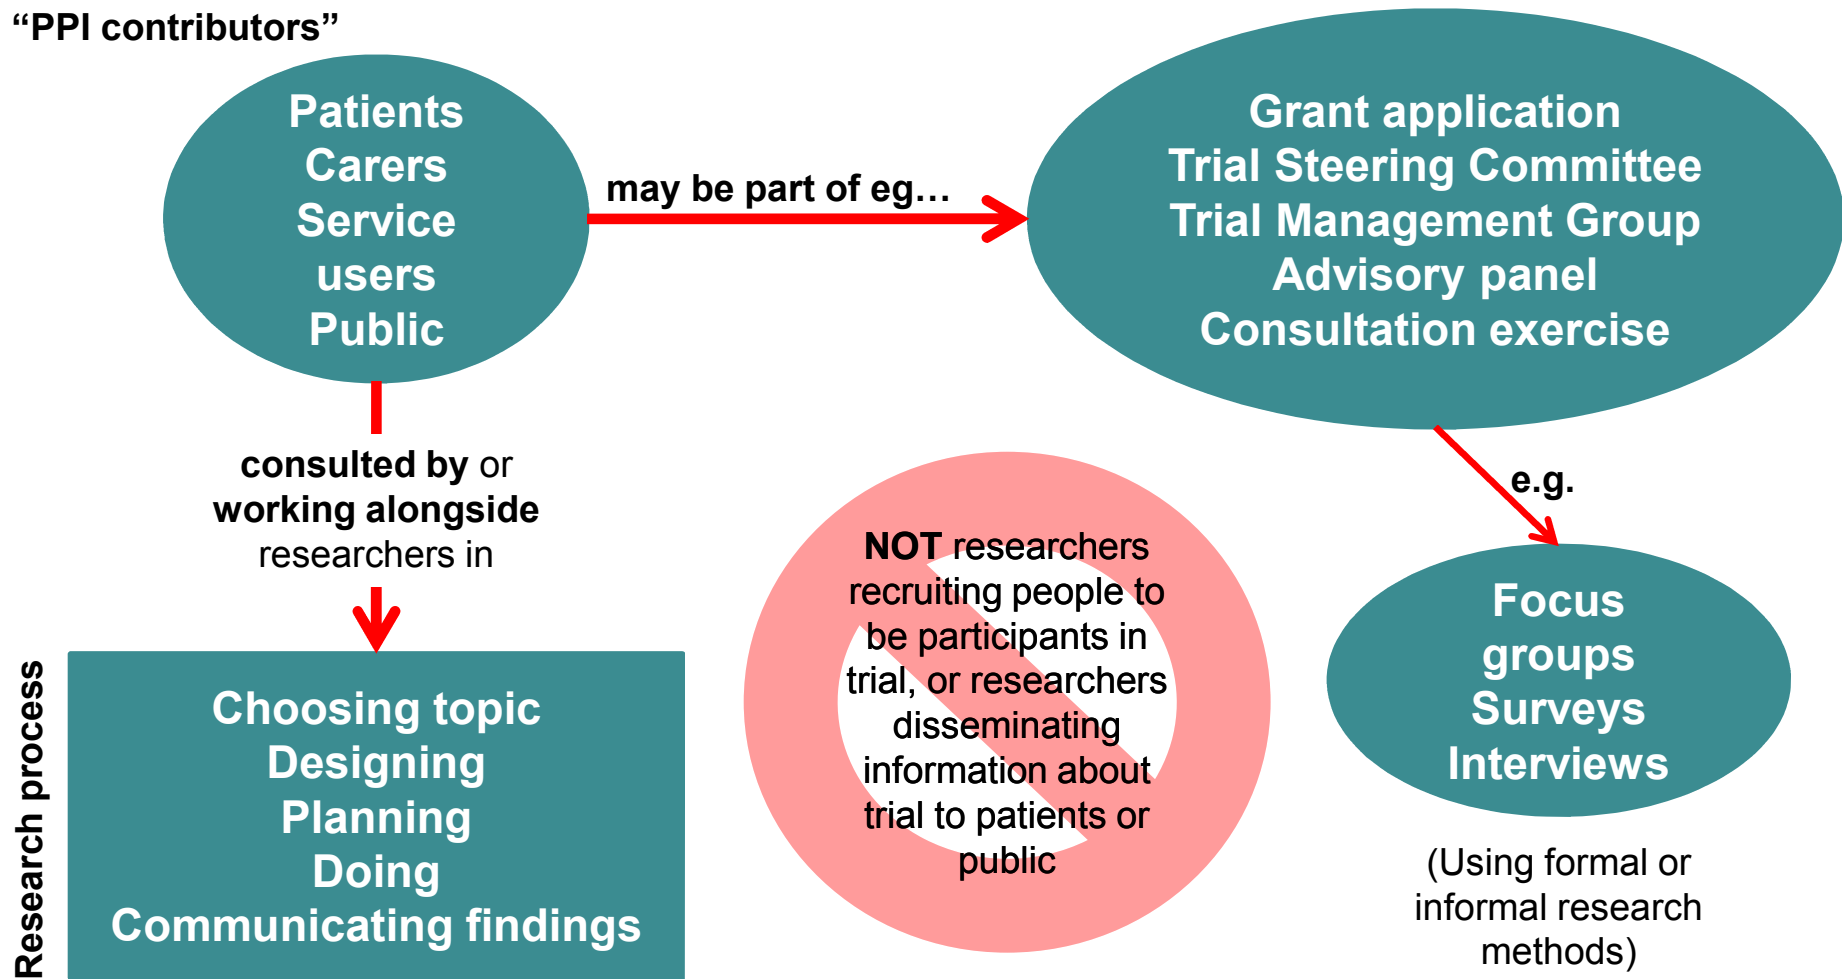 “PPI contributors”
Patients
Carers
Service
users
Public
may be part of eg…
Grant application
Trial Steering Committee
Trial Management Group
Advisory panel
Consultation exercise
consulted by or
working alongside
researchers in
e.g.
NOT researchers
recruiting people to
be participants in
trial, or researchers
disseminating
information about
trial to patients or
public
Focus
groups
Surveys
Interviews
(Using formal or
informal research
methods)
Research process
Choosing topic
Designing
Planning
Doing
Communicating findings